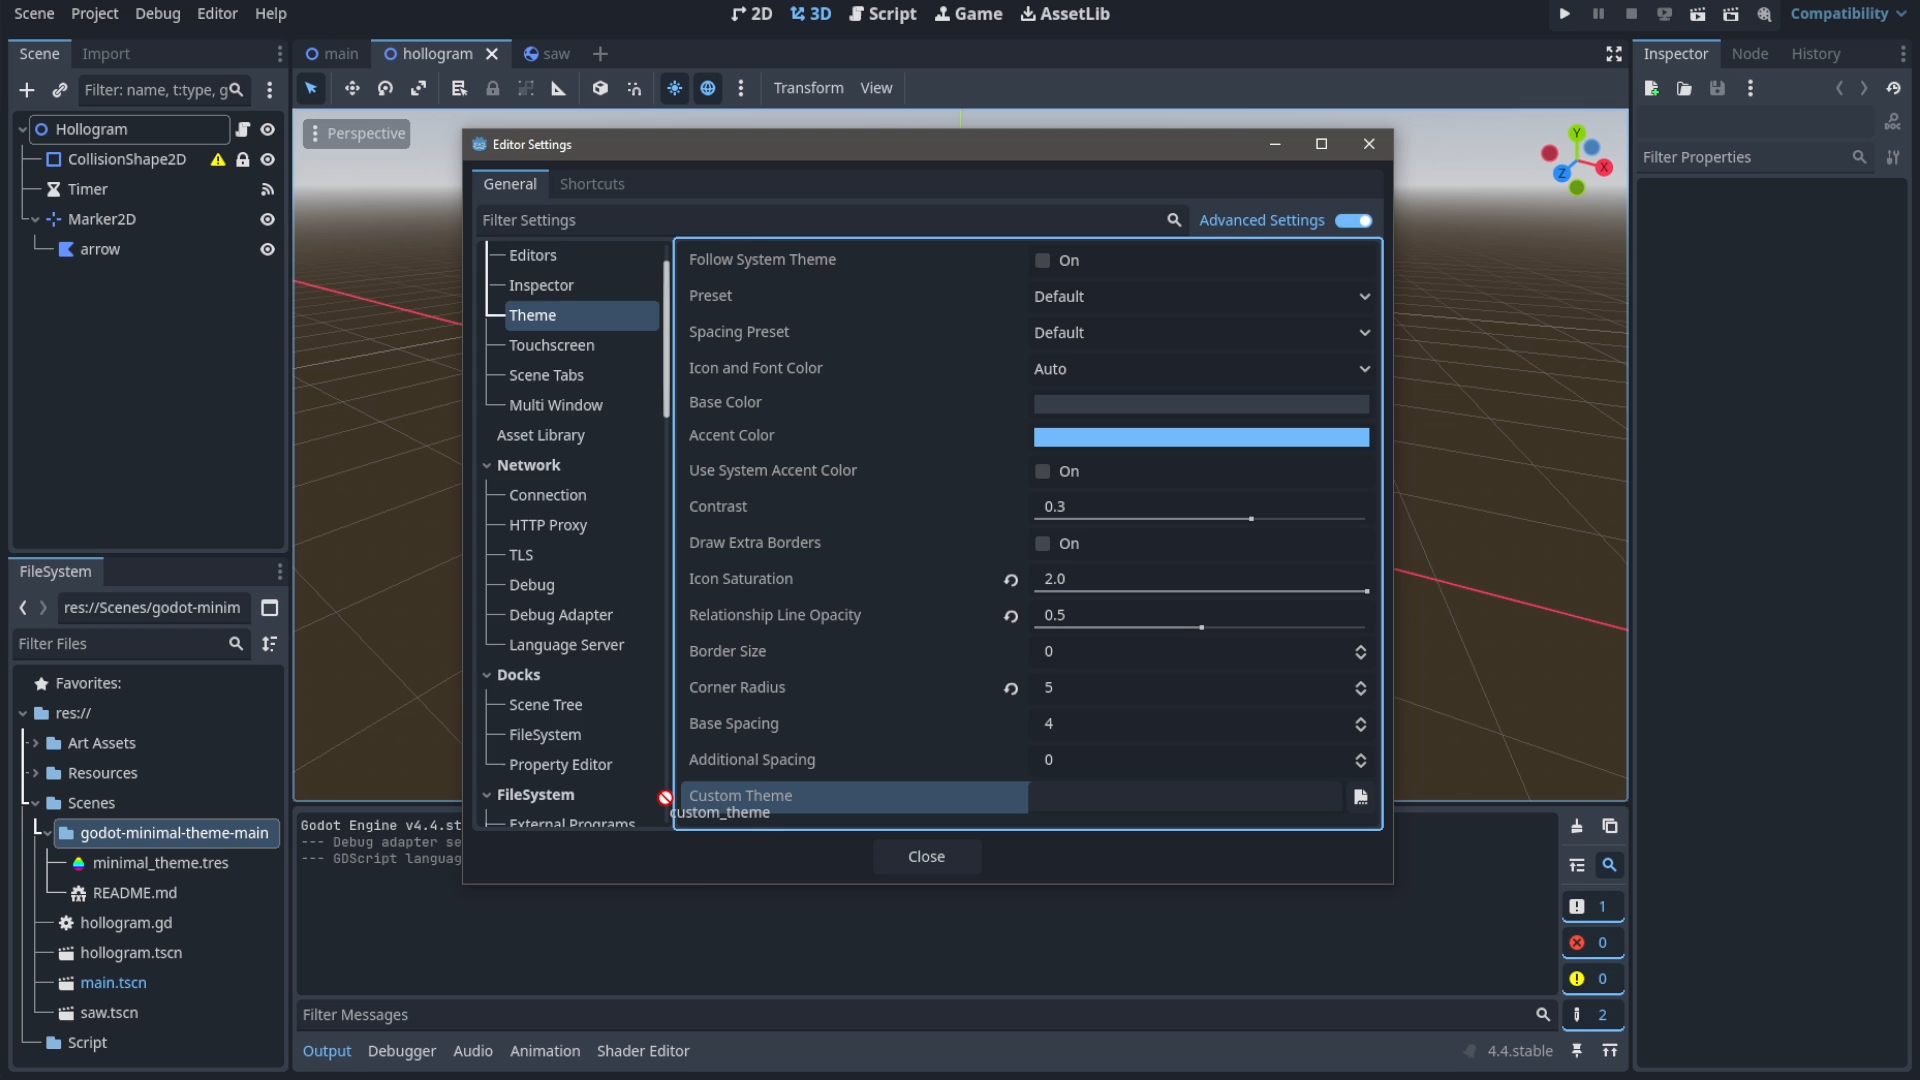 Scene Project Debug Editor Help
2D 3D Script Game AssetLib
Compatibility
Scene Import
Filter: name, t:type, g
Hollogram
CollisionShape2D
Timer
Marker2D
arrow
FileSystem
res://Scenes/godot-minim
Filter Files
Favorites:
res://
Art Assets
Resources
Scenes
godot-minimal-theme-main
minimal_theme.tres
README.md
hollogram.gd
hollogram.tscn
main.tscn
saw.tscn
Script
main hollogram saw
Transform View
Perspective
Y
X
Z
Editor Settings
General Shortcuts
Filter Settings
Advanced Settings
Editors
Inspector
Theme
Touchscreen
Scene Tabs
Multi Window
Asset Library
Network
Connection
HTTP Proxy
TLS
Debug
Debug Adapter
Language Server
Docks
Scene Tree
FileSystem
Property Editor
FileSystem
External Programs
Follow System Theme On
Preset Default
Spacing Preset Default
Icon and Font Color Auto
Base Color
Accent Color
Use System Accent Color On
Contrast 0.3
Draw Extra Borders On
Icon Saturation 2.0
Relationship Line Opacity 0.5
Border Size 0
Corner Radius 5
Base Spacing 4
Additional Spacing 0
Custom Theme
custom_theme
Close
Godot Engine v4.4.st
--- Debug adapter se
--- GDScript languag
1
0
0
2
Filter Messages
Output Debugger Audio Animation Shader Editor
4.4.stable
Inspector Node History
DOC
Filter Properties